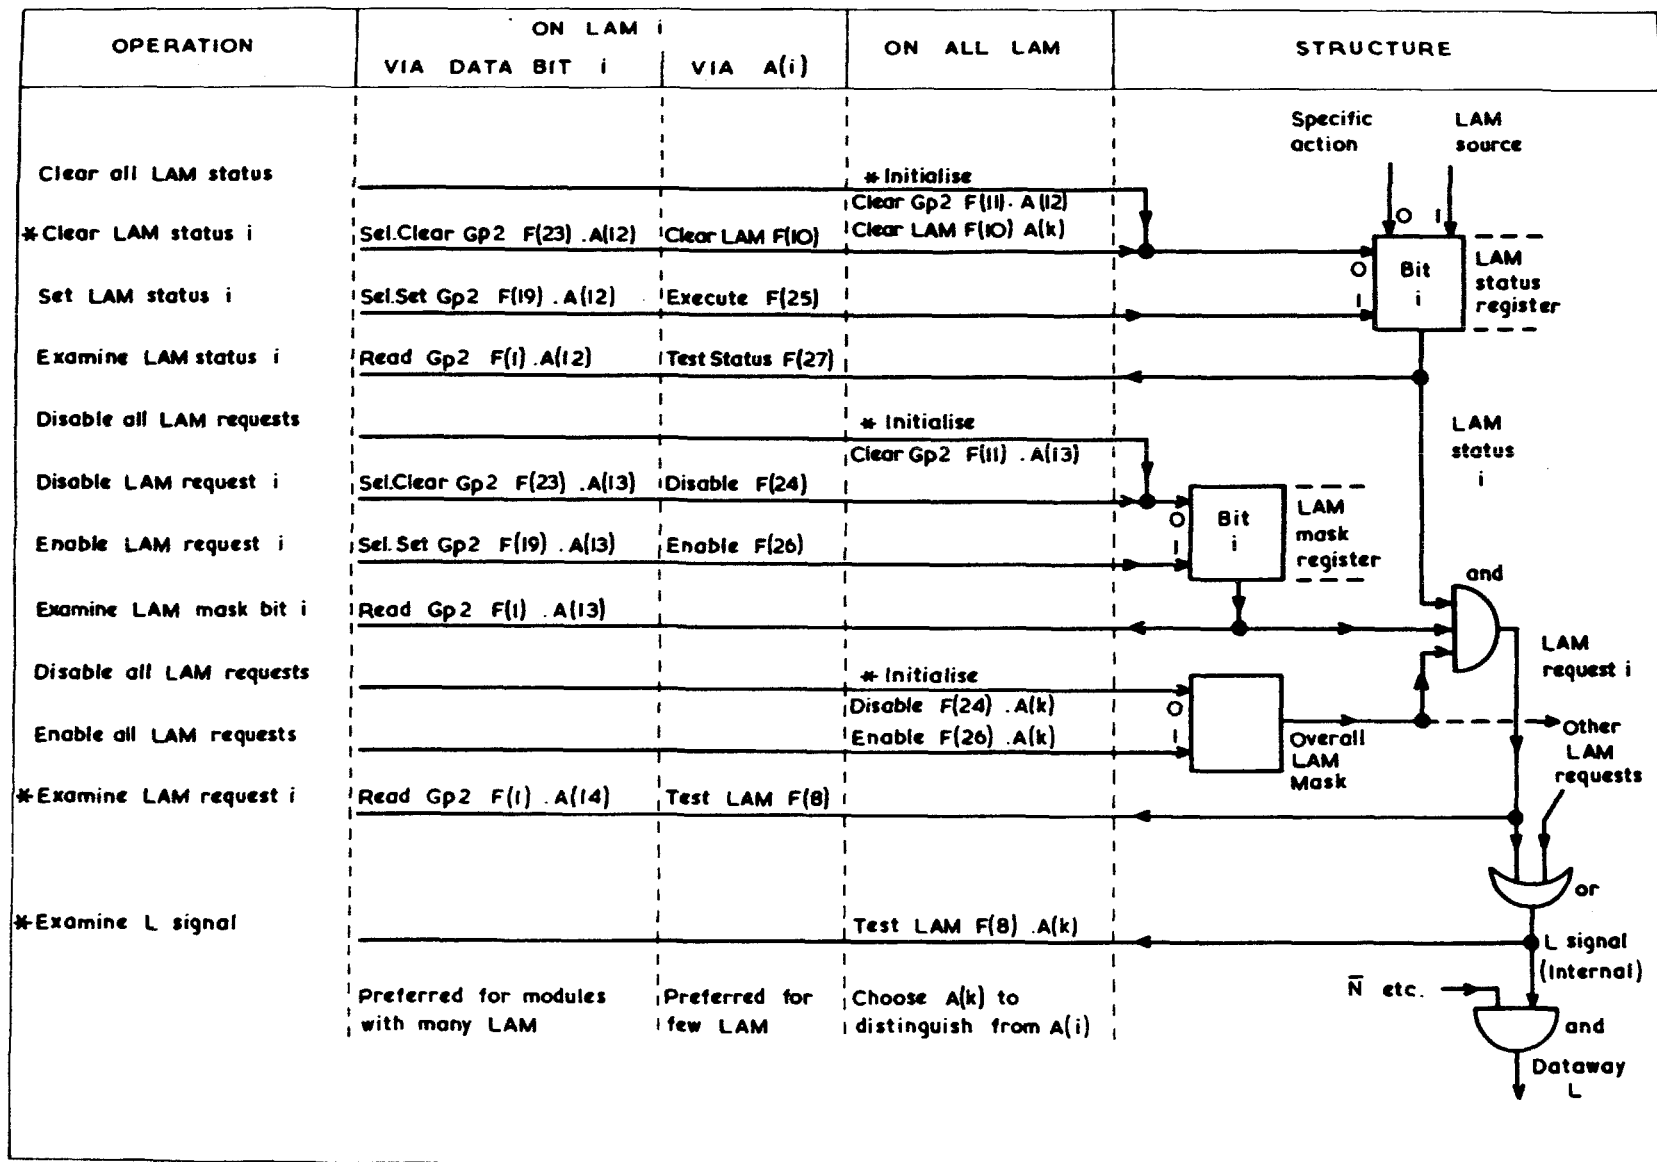 OPERATION
ON LAM i
VIA DATA BIT i
VIA A(i)
ON ALL LAM
STRUCTURE
Specific
action
LAM
source
Clear all LAM status
* Initialise
Clear Gp2 F(11). A(12)
O I
*Clear LAM status i
Sel.Clear Gp2 F(23) .A(12)
Clear LAM F(10)
Clear LAM F(10) A(k)
O
Bit
i
LAM
status
register
Set LAM status i
Sel.Set Gp2 F(19) .A(12)
Execute F(25)
I
Examine LAM status i
Read Gp2 F(1) .A(12)
Test Status F(27)
Disable all LAM requests
* Initialise
Clear Gp2 F(11) .A(13)
LAM
status
i
Disable LAM request i
Sel.Clear Gp2 F(23) .A(13)
Disable F(24)
O
Bit
i
LAM
mask
register
Enable LAM request i
Sel.Set Gp2 F(19) .A(13)
Enable F(26)
I
and
Examine LAM mask bit i
Read Gp2 F(1) .A(13)
LAM
request i
Disable all LAM requests
* Initialise
Disable F(24) .A(k)
O
Enable all LAM requests
Enable F(26) .A(k)
I
Overall
LAM
Mask
Other
LAM
requests
*Examine LAM request i
Read Gp2 F(1) .A(14)
Test LAM F(8)
or
*Examine L signal
Test LAM F(8) .A(k)
L signal
(Internal)
Preferred for modules
with many LAM
Preferred for
few LAM
Choose A(k) to
distinguish from A(i)
N̅ etc.
and
Dataway
L